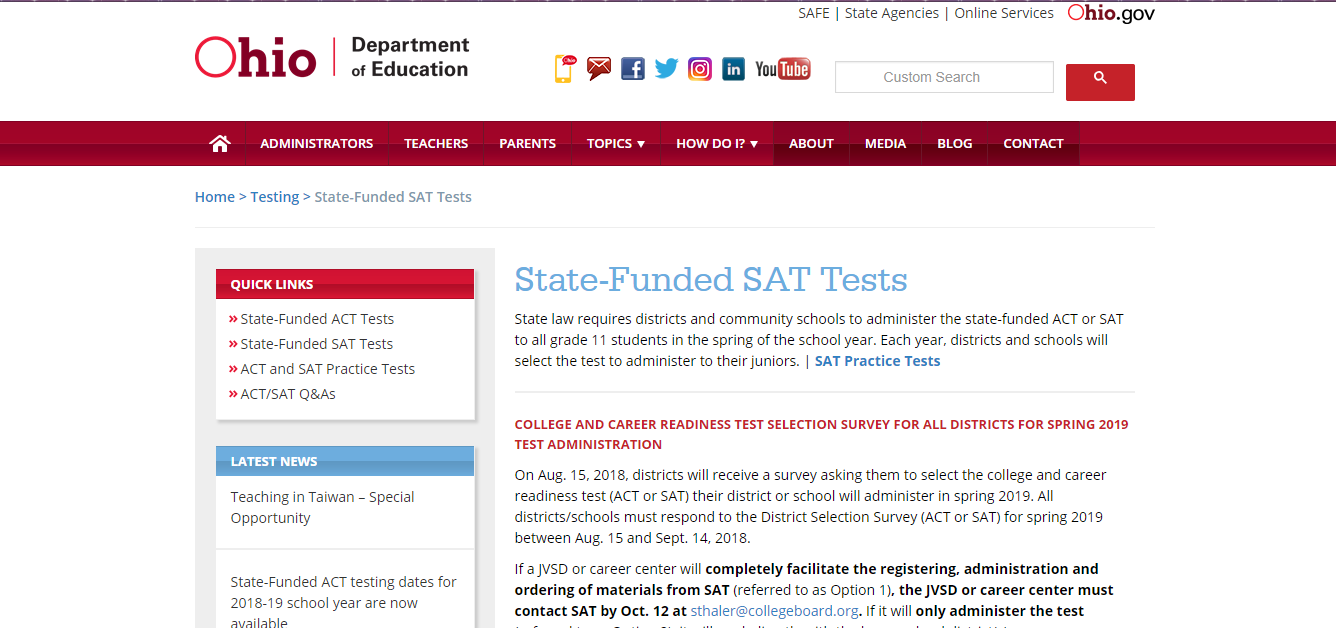 SAFE | State Agencies | Online Services Ohio.gov
Ohio Department
of Education
Ohio
You Tube
Custom Search
ADMINISTRATORS TEACHERS PARENTS TOPICS ▼ HOW DO I? ▼ ABOUT MEDIA BLOG CONTACT
Home > Testing > State-Funded SAT Tests
QUICK LINKS
» State-Funded ACT Tests
» State-Funded SAT Tests
» ACT and SAT Practice Tests
» ACT/SAT Q&As
LATEST NEWS
Teaching in Taiwan – Special
Opportunity
State-Funded ACT testing dates for
2018-19 school year are now
available
State-Funded SAT Tests
State law requires districts and community schools to administer the state-funded ACT or SAT
to all grade 11 students in the spring of the school year. Each year, districts and schools will
select the test to administer to their juniors. | SAT Practice Tests
COLLEGE AND CAREER READINESS TEST SELECTION SURVEY FOR ALL DISTRICTS FOR SPRING 2019
TEST ADMINISTRATION
On Aug. 15, 2018, districts will receive a survey asking them to select the college and career
readiness test (ACT or SAT) their district or school will administer in spring 2019. All
districts/schools must respond to the District Selection Survey (ACT or SAT) for spring 2019
between Aug. 15 and Sept. 14, 2018.
If a JVSD or career center will completely facilitate the registering, administration and
ordering of materials from SAT (referred to as Option 1), the JVSD or career center must
contact SAT by Oct. 12 at sthaler@collegeboard.org. If it will only administer the test